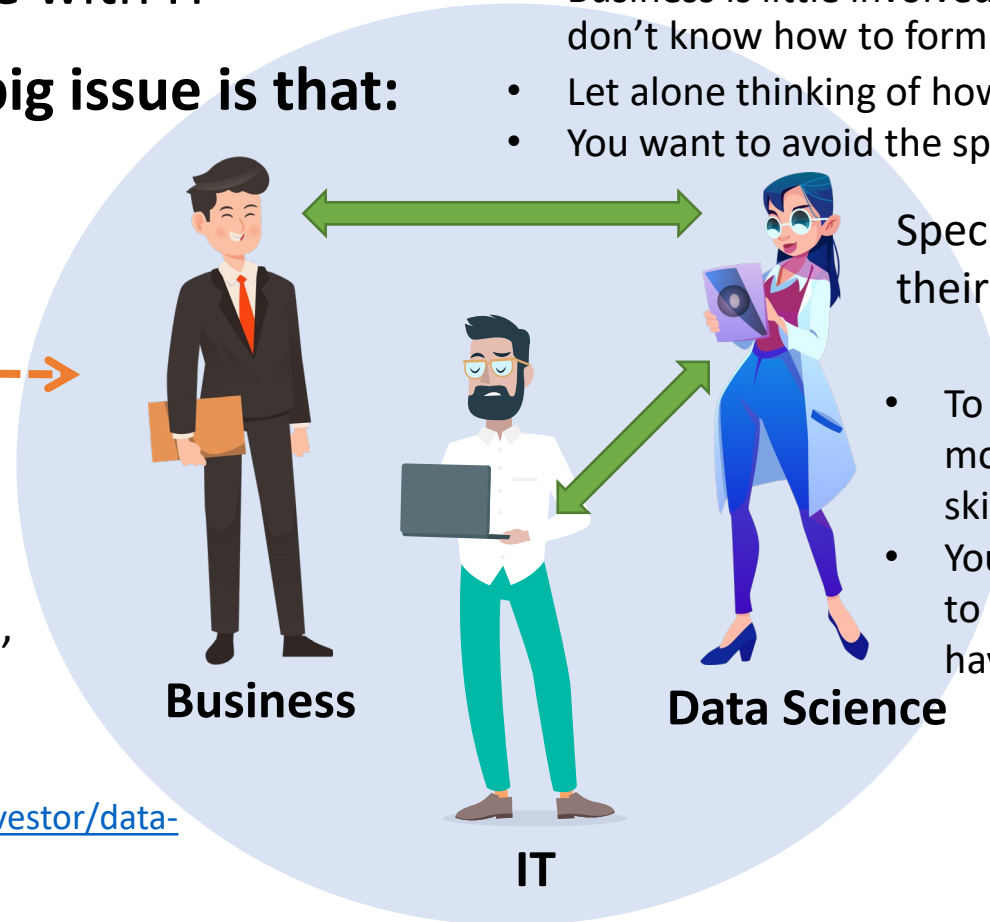 big issue is that:
don't know how to form
• Let alone thinking of how
• You want to avoid the sp
Spec
their
• To
mo
ski
• You
to
hav
,
Business
Data Science
vestor/data-
IT